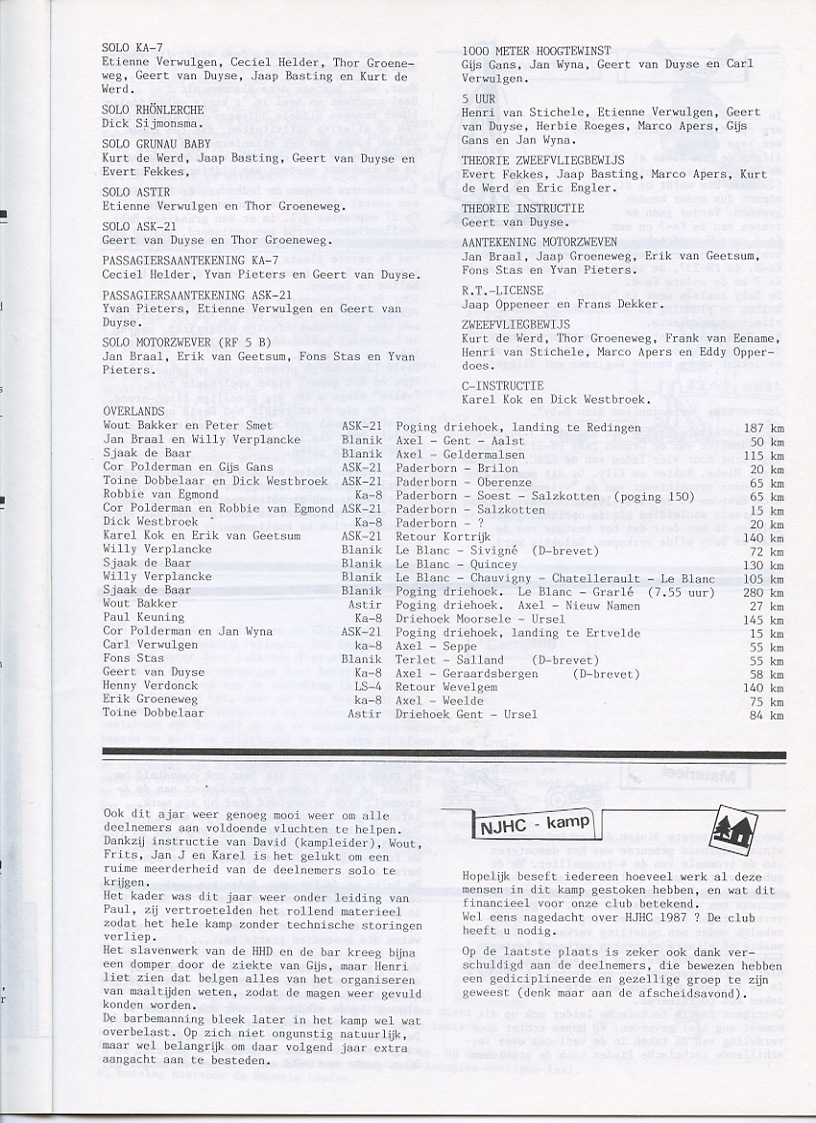 SOLO KA-7
Etienne Verwulgen, Ceciel Helder, Thor Groene-
weg, Geert van Duyse, Jaap Basting en Kurt de
Werd.
SOLO RHÖNLERCHE
Dick Sijmonsma.
SOLO GRUNAU BABY
Kurt de Werd, Jaap Basting, Geert van Duyse en
Evert Fekkes,
SOLO ASTIR
Etienne Verwulgen en Thor Groeneweg.
SOLO ASK-21
Geert van Duyse en Thor Groeneweg.
PASSAGIERSAANTEKENING KA-7
Ceciel Helder, Yvan Pieters en Geert van Duyse.
PASSAGIERSAANTEKENING ASK-21
Yvan Pieters, Etienne Verwulgen en Geert van
Duyse.
SOLO MOTORZWEVER (RF 5 B)
Jan Braal, Erik van Geetsum, Fons Stas en Yvan
Pieters.
1000 METER HOOGTEWINST
Gijs Gans, Jan Wyna, Geert van Duyse en Carl
Verwulgen.
5 UUR
Henri van Stichele, Etienne Verwulgen, Geert
van Duyse, Herbie Roeges, Marco Apers, Gijs
Gans en Jan Wyna.
THEORIE ZWEEFVLIEGBEWIJS
Evert Fekkes, Jaap Basting, Marco Apers, Kurt
de Werd en Eric Engler.
THEORIE INSTRUCTIE
Geert van Duyse.
AANTEKENING MOTORZWEVEN
Jan Braal, Jaap Groeneweg, Erik van Geetsum,
Fons Stas en Yvan Pieters.
R.T.-LICENSE
Jaap Oppeneer en Frans Dekker.
ZWEEFVLIEGBEWIJS
Kurt de Werd, Thor Groeneweg, Frank van Eename,
Henri van Stichele, Marco Apers en Eddy Opper-
does.
C-INSTRUCTIE
Karel Kok en Dick Westbroek.
OVERLANDS
Wout Bakker en Peter Smet ASK-21 Poging driehoek, landing te Redingen 187 km
Jan Braal en Willy Verplancke Blanik Axel - Gent - Aalst 50 km
Sjaak de Baar Blanik Axel - Geldermalsen 115 km
Cor Polderman en Gijs Gans ASK-21 Paderborn - Brilon 20 km
Toine Dobbelaar en Dick Westbroek ASK-21 Paderborn - Oberenze 65 km
Robbie van Egmond Ka-8 Paderborn - Soest - Salzkotten (poging 150) 65 km
Cor Polderman en Robbie van Egmond ASK-21 Paderborn - Salzkotten 15 km
Dick Westbroek Ka-8 Paderborn - ? 20 km
Karel Kok en Erik van Geetsum ASK-21 Retour Kortrijk 140 km
Willy Verplancke Blanik Le Blanc - Sivigné (D-brevet) 72 km
Sjaak de Baar Blanik Le Blanc - Quincey 130 km
Willy Verplancke Blanik Le Blanc - Chauvigny - Chatellerault - Le Blanc 105 km
Sjaak de Baar Blanik Poging driehoek. Le Blanc - Grarlé (7.55 uur) 280 km
Wout Bakker Astir Poging driehoek. Axel - Nieuw Namen 27 km
Paul Keuning Ka-8 Driehoek Moorsele - Ursel 145 km
Cor Polderman en Jan Wyna ASK-21 Poging driehoek, landing te Ertvelde 15 km
Carl Verwulgen ka-8 Axel - Seppe 55 km
Fons Stas Blanik Terlet - Salland (D-brevet) 55 km
Geert van Duyse Ka-8 Axel - Geraardsbergen (D-brevet) 58 km
Henny Verdonck LS-4 Retour Wevelgem 140 km
Erik Groeneweg ka-8 Axel - Weelde 75 km
Toine Dobbelaar Astir Driehoek Gent - Ursel 84 km
Ook dit ajar weer genoeg mooi weer om alle
deelnemers aan voldoende vluchten te helpen.
Dankzij instructie van David (kampleider), Wout,
Frits, Jan J en Karel is het gelukt om een
ruime meerderheid van de deelnemers solo te
krijgen.
Het kader was dit jaar weer onder leiding van
Paul, zij vertroetelden het rollend materieel
zodat het hele kamp zonder technische storingen
verliep.
Het slavenwerk van de HHD en de bar kreeg bijna
een domper door de ziekte van Gijs, maar Henri
liet zien dat belgen alles van het organiseren
van maaltijden weten, zodat de magen weer gevuld
konden worden.
De barbemanning bleek later in het kamp wel wat
overbelast. Op zich niet ongunstig natuurlijk,
maar wel belangrijk om daar volgend jaar extra
aangacht aan te besteden.
NJHC - kamp
Hopelijk beseft iedereen hoeveel werk al deze
mensen in dit kamp gestoken hebben, en wat dit
financieel voor onze club betekend.
Wel eens nagedacht over HJHC 1987 ? De club
heeft u nodig.
Op de laatste plaats is zeker ook dank ver-
schuldigd aan de deelnemers, die bewezen hebben
een gediciplineerde en gezellige groep te zijn
geweest (denk maar aan de afscheidsavond).